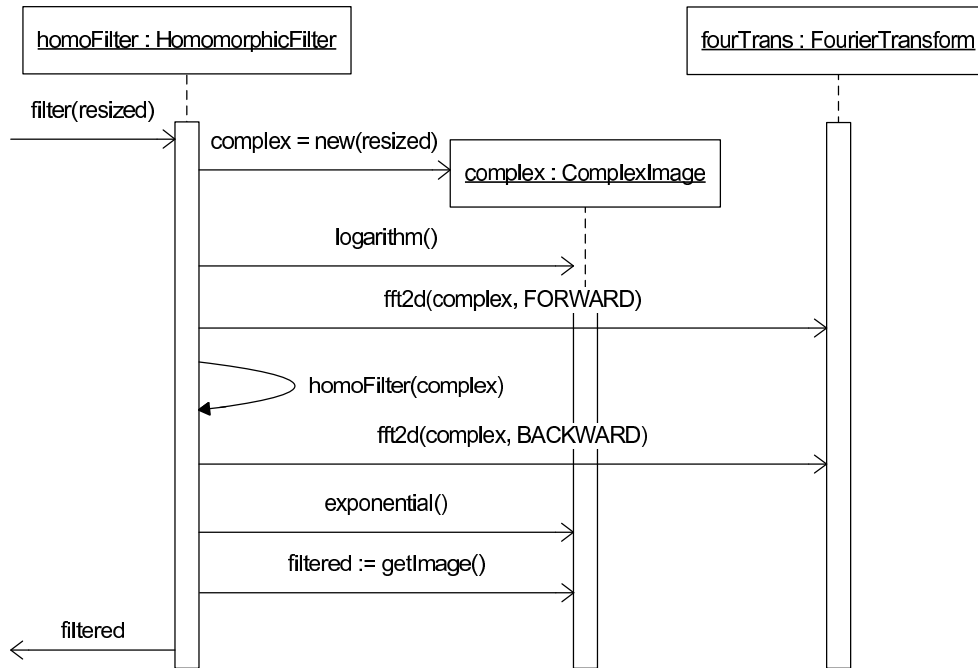 homoFilter : HomomorphicFilter
fourTrans : FourierTransform
filter(resized)
complex = new(resized)
complex : ComplexImage
logarithm()
fft2d(complex, FORWARD)
homoFilter(complex)
fft2d(complex, BACKWARD)
exponential()
filtered := getImage()
filtered